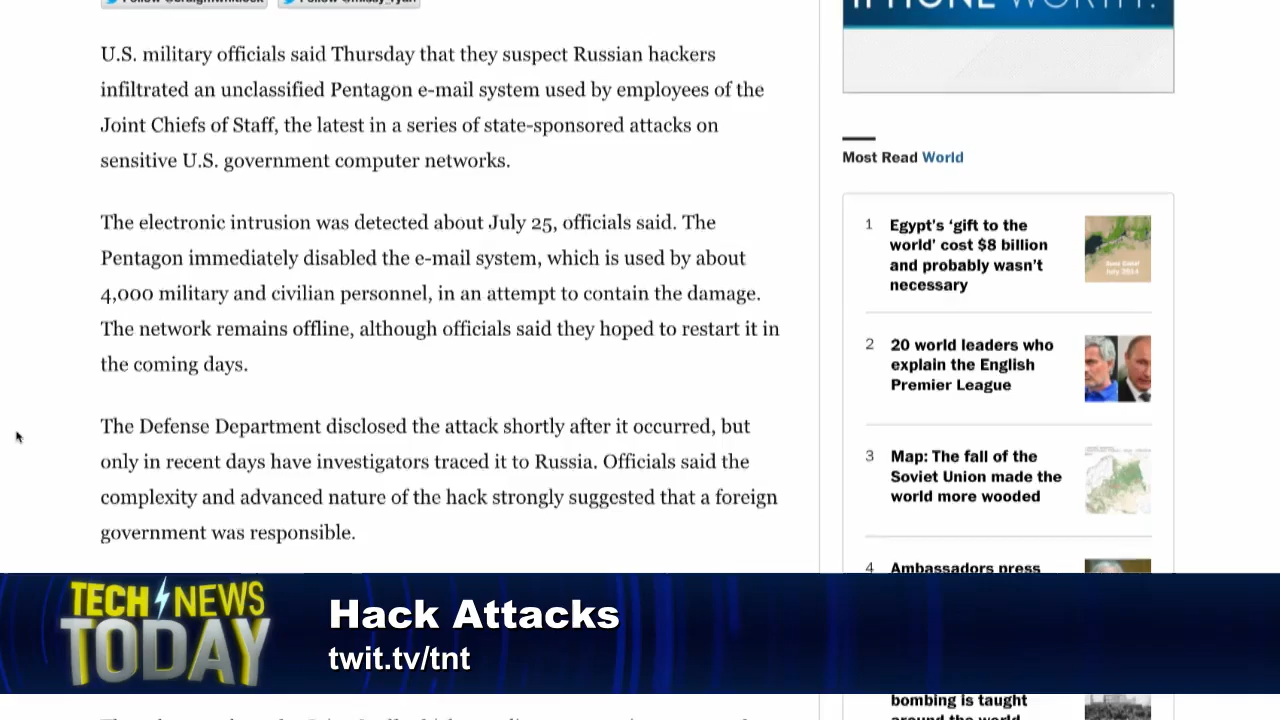 U.S. military officials said Thursday that they suspect Russian hackers
infiltrated an unclassified Pentagon e-mail system used by employees of the
Joint Chiefs of Staff, the latest in a series of state-sponsored attacks on
sensitive U.S. government computer networks.
The electronic intrusion was detected about July 25, officials said. The
Pentagon immediately disabled the e-mail system, which is used by about
4,000 military and civilian personnel, in an attempt to contain the damage.
The network remains offline, although officials said they hoped to restart it in
the coming days.
The Defense Department disclosed the attack shortly after it occurred, but
only in recent days have investigators traced it to Russia. Officials said the
complexity and advanced nature of the hack strongly suggested that a foreign
government was responsible.
IPHONE WORTH?
Most Read World
1 Egypt's ‘gift to the
world’ cost $8 billion
and probably wasn’t
necessary
July 2014
2 20 world leaders who
explain the English
Premier League
3 Map: The fall of the
Soviet Union made the
world more wooded
4 Ambassadors press
bombing is taught
around the world
TECH NEWS
TODAY
Hack Attacks
twit.tv/tnt